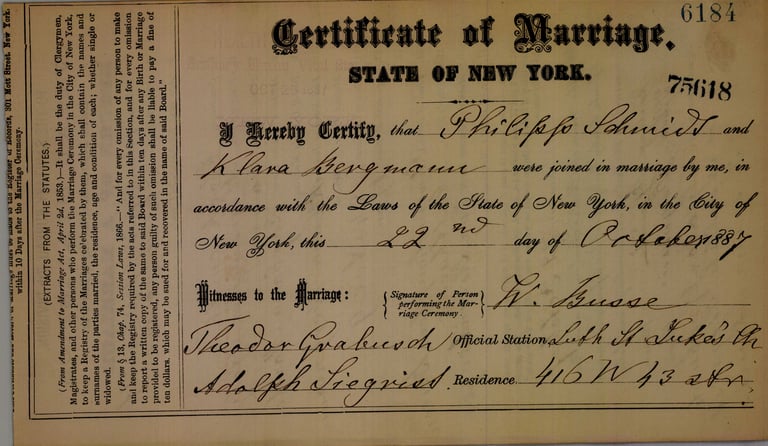 6184
Certificate of Marriage.
STATE OF NEW YORK.
75618
I Hereby Certify, that Philipp Schmidt and
Klara Bergmann were joined in marriage by me, in
accordance with the Laws of the State of New York, in the City of
New York, this 22nd day of October 1887
Witnesses to the Marriage: {Signature of Person performing the Marriage Ceremony.} W. Busse
Theodor Grabusch Official Station Luth St Luke's Ch
Adolph Siegrist. Residence 416 W 43 str.
within 10 Days after the Marriage Ceremony.
(EXTRACTS FROM THE STATUTES:)
(From Amendment to Marriage Act, April 24, 1853.)—It shall be the duty of Clergymen,
Magistrates, and other persons who perform the Marriage Ceremony in the City of New York,
to keep a Registry of the Marriages celebrated by them, which shall contain the names and
surnames of the parties married, the residence, age and condition of each; whether single or
widowed.
(From § 13, Chap. 74, Session Laws, 1866.—"And for every omission of any person to make
and keep the Registry required by the acts referred to in this Section, and for every omission
to report a written copy of the same to said Board within ten days after any Birth or Marriage
provided to be registered, any person guilty of such omission shall be liable to pay a fine of
ten dollars, which may be sued for and recovered in the name of said Board."